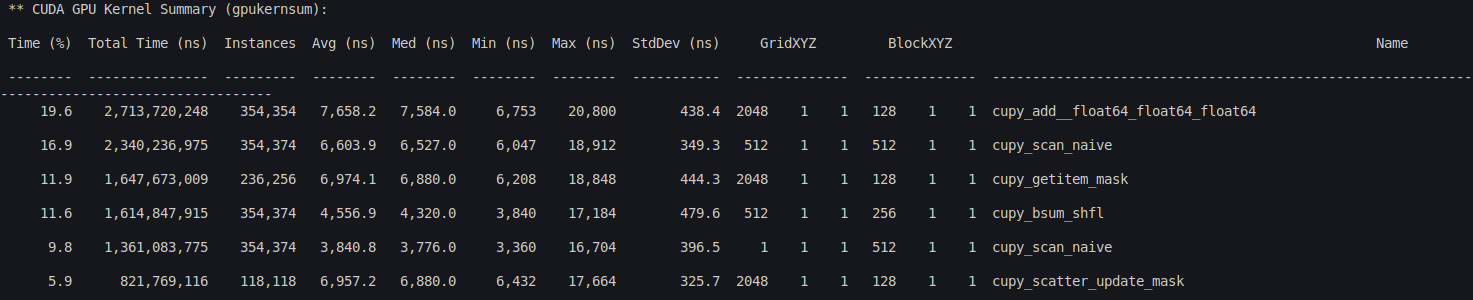 ** CUDA GPU Kernel Summary (gpukernsum):
Time (%)  Total Time (ns)  Instances  Avg (ns)  Med (ns)  Min (ns)  Max (ns)  StdDev (ns)     GridXYZ         BlockXYZ                                                     Name
--------  ---------------  ---------  --------  --------  --------  --------  -----------  --------------  --------------  ------------------------------------------------------------
----------------------------------
19.6    2,713,720,248    354,354   7,658.2   7,584.0     6,753    20,800        438.4  2048    1    1   128    1    1  cupy_add__float64_float64_float64
16.9    2,340,236,975    354,374   6,603.9   6,527.0     6,047    18,912        349.3   512    1    1   512    1    1  cupy_scan_naive
11.9    1,647,673,009    236,256   6,974.1   6,880.0     6,208    18,848        444.3  2048    1    1   128    1    1  cupy_getitem_mask
11.6    1,614,847,915    354,374   4,556.9   4,320.0     3,840    17,184        479.6   512    1    1   256    1    1  cupy_bsum_shfl
9.8    1,361,083,775    354,374   3,840.8   3,776.0     3,360    16,704        396.5     1    1    1   512    1    1  cupy_scan_naive
5.9      821,769,116    118,118   6,957.2   6,880.0     6,432    17,664        325.7  2048    1    1   128    1    1  cupy_scatter_update_mask